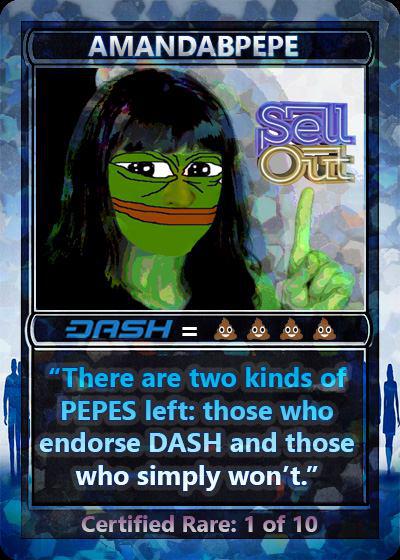 AMANDABPEPE
Sell
Out
DASH = 💩 💩 💩 💩
“There are two kinds of
PEPES left: those who
endorse DASH and those
who simply won’t.”
Certified Rare: 1 of 10